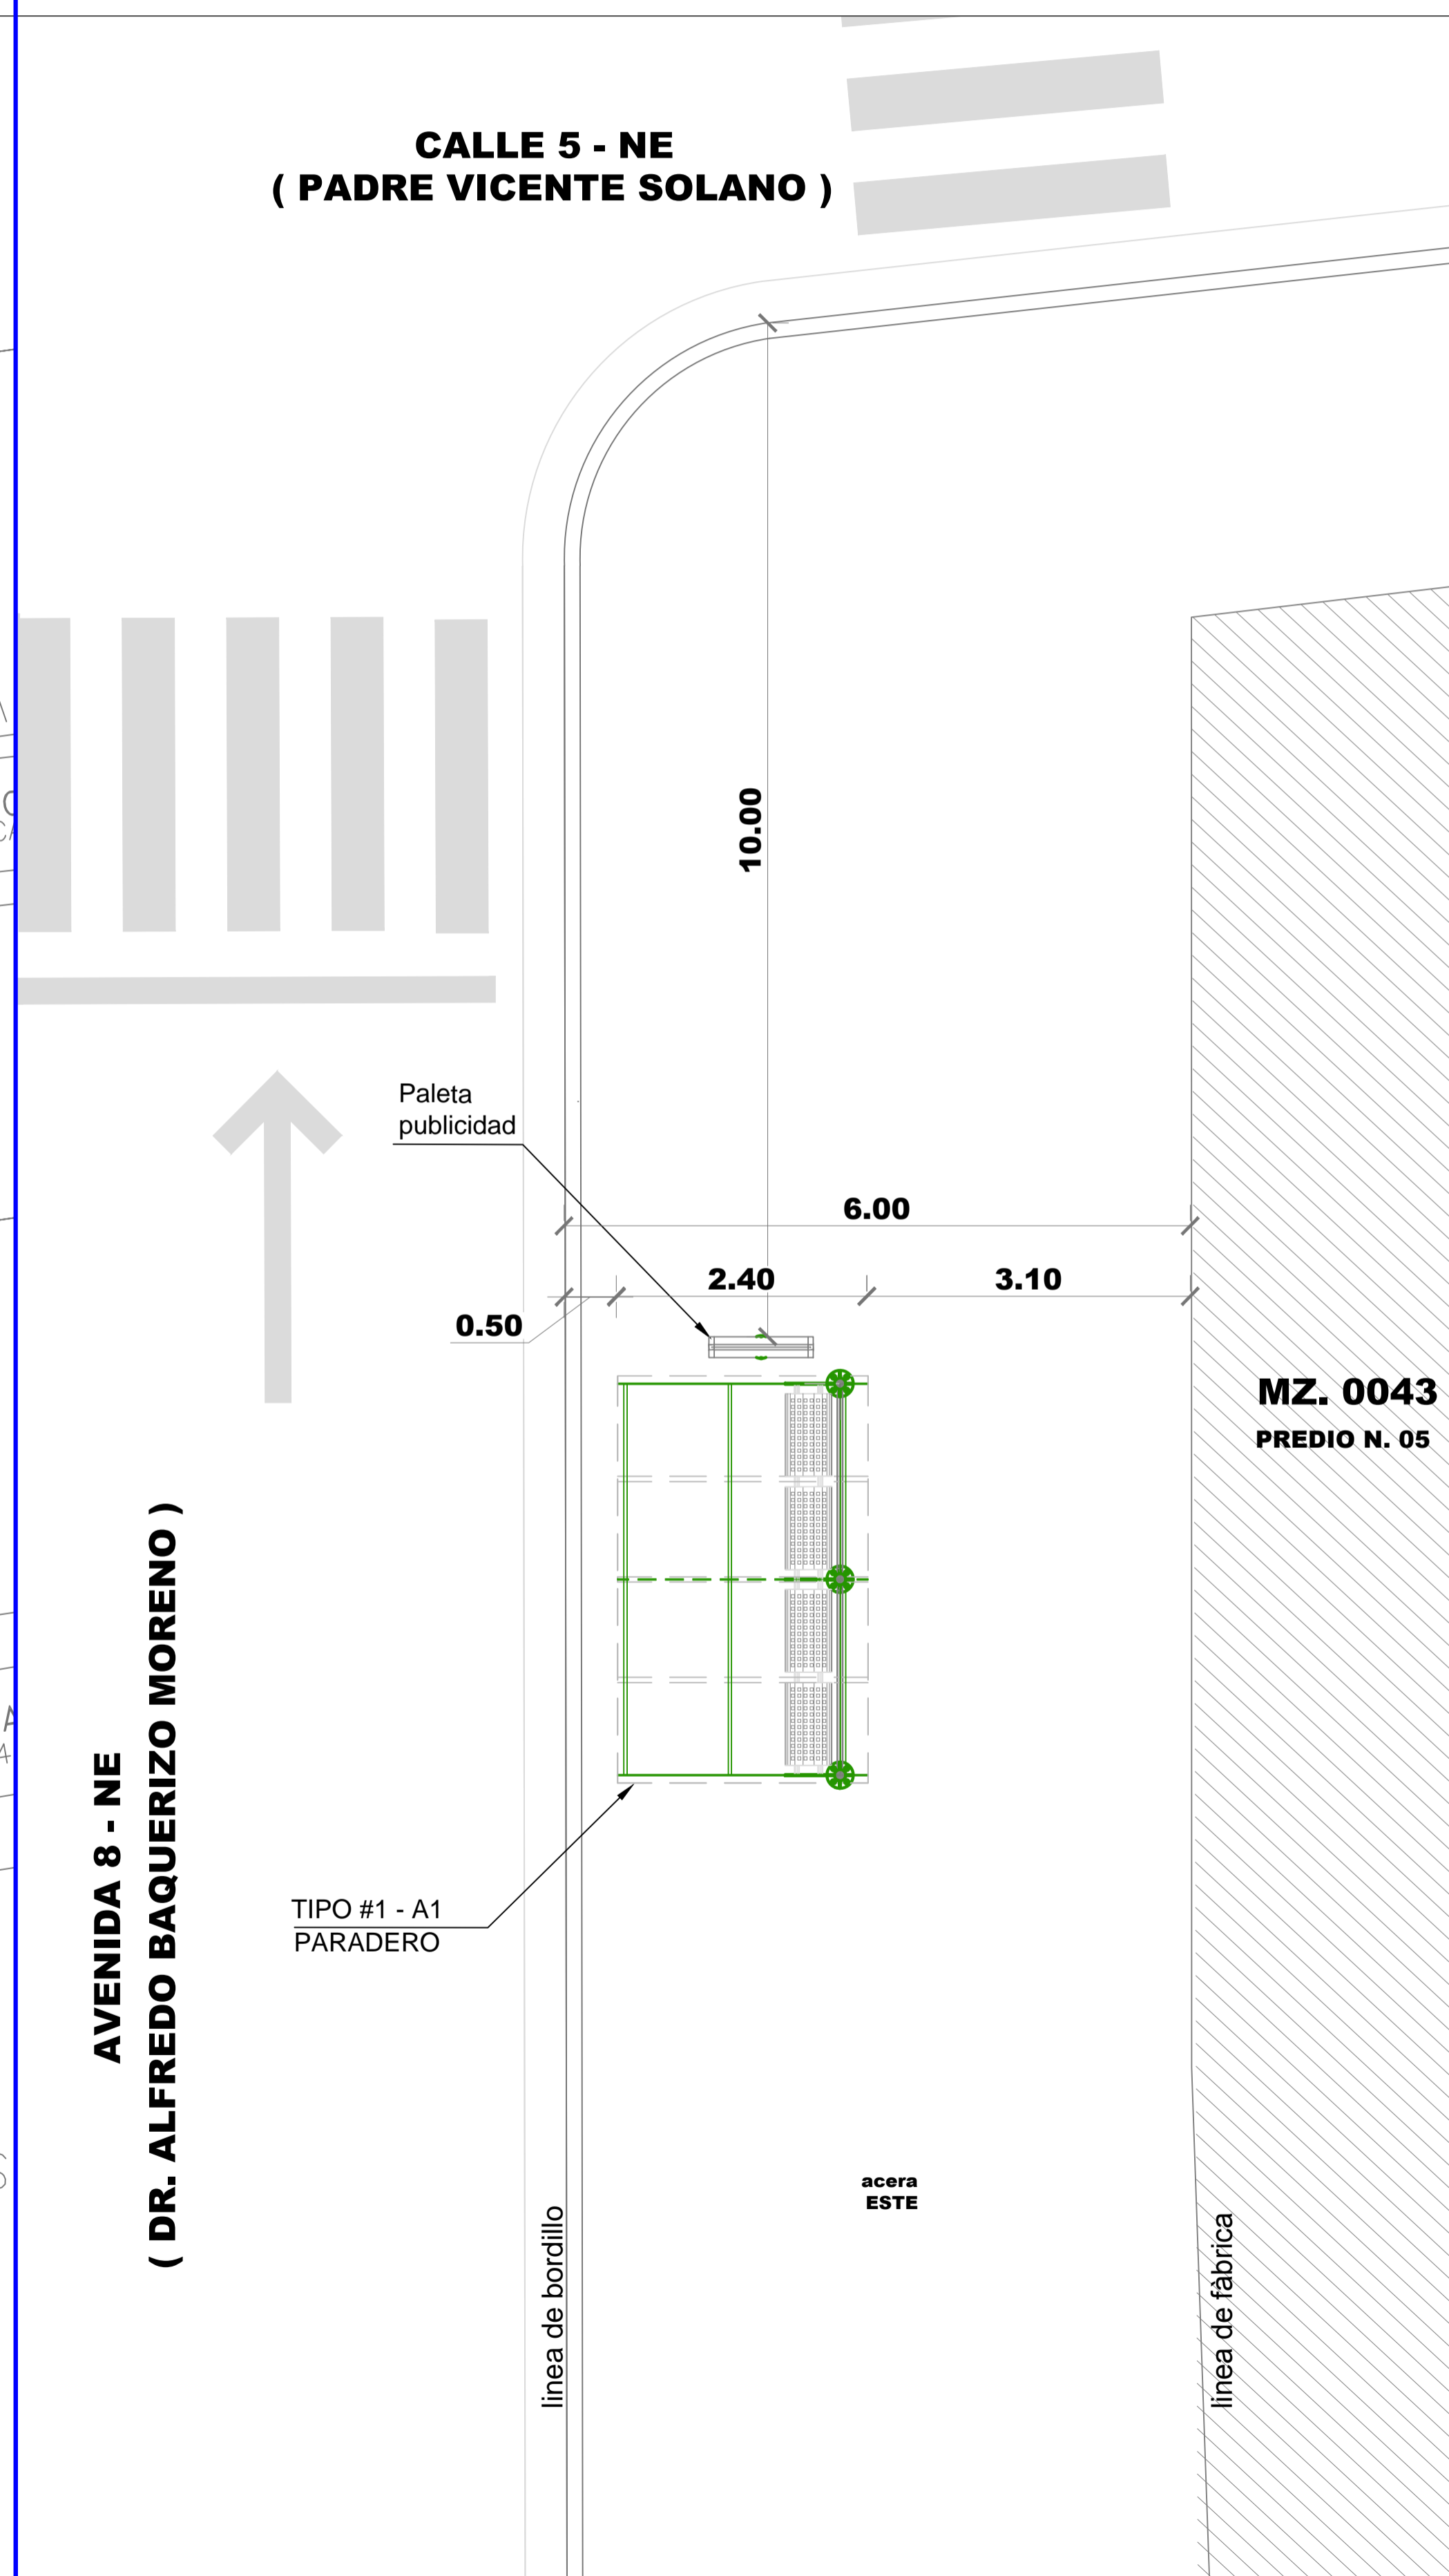 CALLE 5 - NE
( PADRE VICENTE SOLANO )
10.00
Paleta
publicidad
6.00
2.40
3.10
0.50
MZ. 0043
PREDIO N. 05
AVENIDA 8 - NE
( DR. ALFREDO BAQUERIZO MORENO )
TIPO #1 - A1
PARADERO
acera
ESTE
linea de bordillo
linea de fàbrica